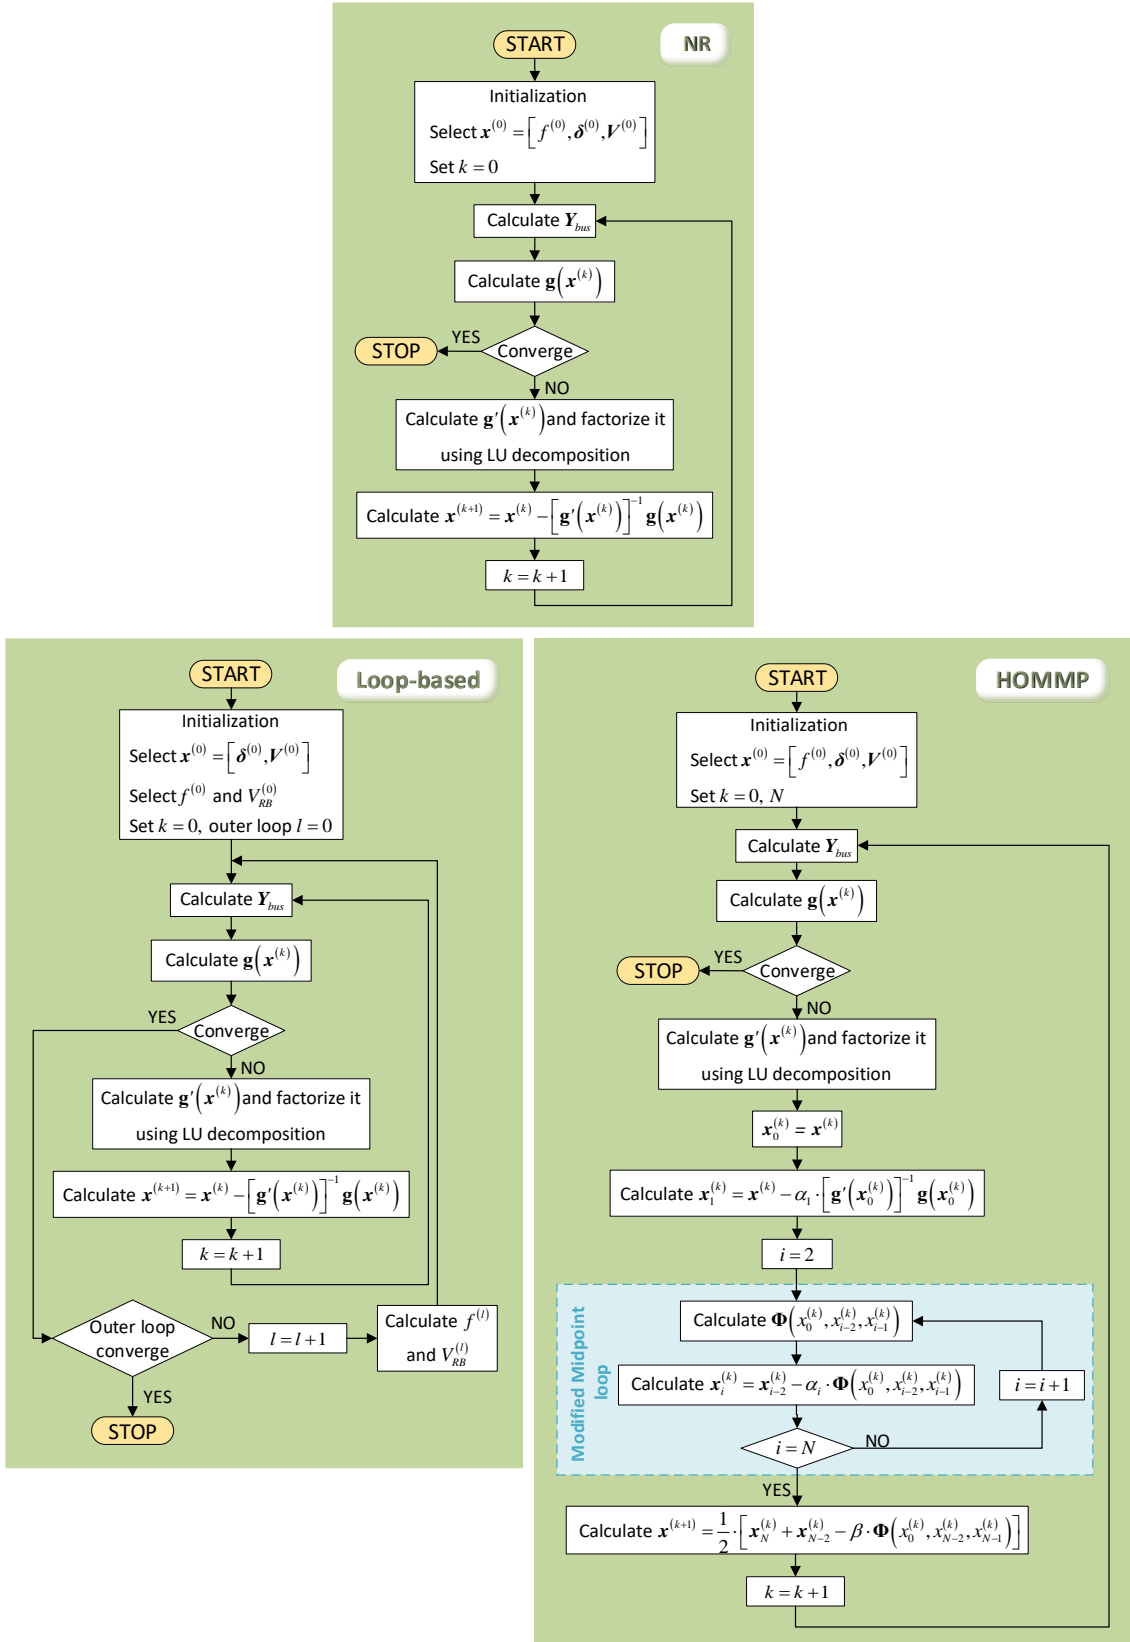 START
NR
Initialization
Select x^(0) = [f^(0), δ^(0), V^(0)]
Set k = 0
Calculate Y_bus
Calculate g(x^(k))
YES
STOP
Converge
NO
Calculate g′(x^(k)) and factorize it
using LU decomposition
Calculate x^(k+1) = x^(k) − [g′(x^(k))]^−1 g(x^(k))
k = k + 1
START
Loop-based
Initialization
Select x^(0) = [δ^(0), V^(0)]
Select f^(0) and V_RB^(0)
Set k = 0, outer loop l = 0
Calculate Y_bus
Calculate g(x^(k))
YES
Converge
NO
Calculate g′(x^(k)) and factorize it
using LU decomposition
Calculate x^(k+1) = x^(k) − [g′(x^(k))]^−1 g(x^(k))
k = k + 1
Outer loop
converge
NO
l = l + 1
Calculate f^(l)
and V_RB^(l)
YES
STOP
START
HOMMP
Initialization
Select x^(0) = [f^(0), δ^(0), V^(0)]
Set k = 0, N
Calculate Y_bus
Calculate g(x^(k))
YES
STOP
Converge
NO
Calculate g′(x^(k)) and factorize it
using LU decomposition
x_0^(k) = x^(k)
Calculate x_1^(k) = x^(k) − α_1 · [g′(x_0^(k))]^−1 g(x_0^(k))
i = 2
Modified Midpoint
loop
Calculate Φ(x_0^(k), x_i−2^(k), x_i−1^(k))
Calculate x_i^(k) = x_i−2^(k) − α_i · Φ(x_0^(k), x_i−2^(k), x_i−1^(k))
i = i + 1
i = N
NO
YES
Calculate x^(k+1) = 1/2 · [x_N^(k) + x_N−2^(k) − β · Φ(x_0^(k), x_N−2^(k), x_N−1^(k))]
k = k + 1